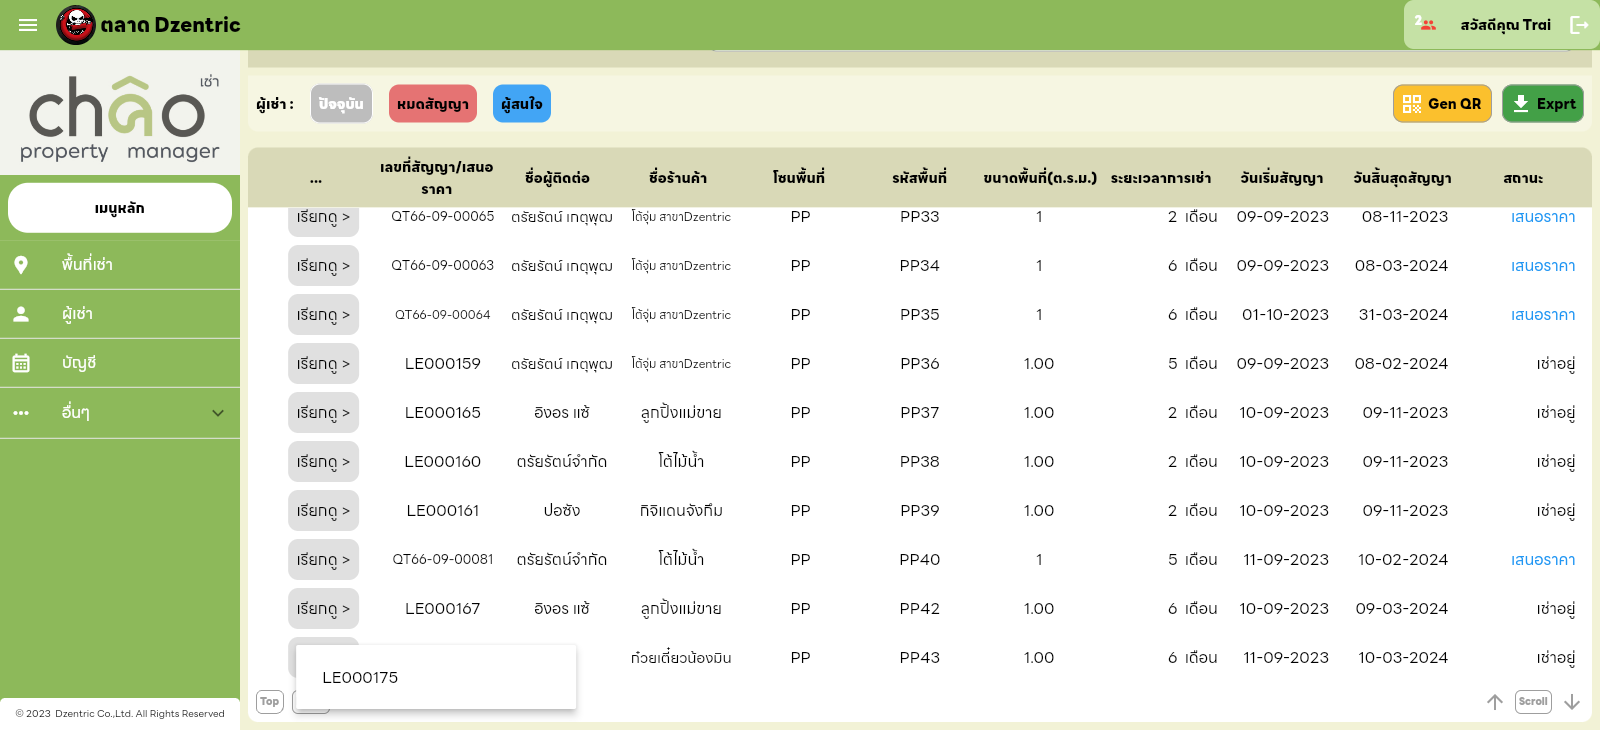 ตลาด Dzentric
2
สวัสดีคุณ Trai
châo
เช่า
property manager
เมนูหลัก
พื้นที่เช่า
ผู้เช่า
บัญชี
อื่นๆ
© 2023 Dzentric Co.,Ltd. All Rights Reserved
ผู้เช่า : ปัจจุบัน หมดสัญญา ผู้สนใจ Gen QR Exprt
... เลขที่สัญญา/เสนอราคา ชื่อผู้ติดต่อ ชื่อร้านค้า โซนพื้นที่ รหัสพื้นที่ ขนาดพื้นที่(ต.ร.ม.) ระยะเวลาการเช่า วันเริ่มสัญญา วันสิ้นสุดสัญญา สถานะ
เรียกดู > QT66-09-00065 ตรัยรัตน์ เกตุพุฒ โต้จุ่ม สาขาDzentric PP PP33 1 2 เดือน 09-09-2023 08-11-2023 เสนอราคา
เรียกดู > QT66-09-00063 ตรัยรัตน์ เกตุพุฒ โต้จุ่ม สาขาDzentric PP PP34 1 6 เดือน 09-09-2023 08-03-2024 เสนอราคา
เรียกดู > QT66-09-00064 ตรัยรัตน์ เกตุพุฒ โต้จุ่ม สาขาDzentric PP PP35 1 6 เดือน 01-10-2023 31-03-2024 เสนอราคา
เรียกดู > LE000159 ตรัยรัตน์ เกตุพุฒ โต้จุ่ม สาขาDzentric PP PP36 1.00 5 เดือน 09-09-2023 08-02-2024 เช่าอยู่
เรียกดู > LE000165 อิงอร แซ้ ลูกปิ้งแม่ขาย PP PP37 1.00 2 เดือน 10-09-2023 09-11-2023 เช่าอยู่
เรียกดู > LE000160 ตรัยรัตน์จำกัด โต้ไม้น้ำ PP PP38 1.00 2 เดือน 10-09-2023 09-11-2023 เช่าอยู่
เรียกดู > LE000161 ปอซัง กิจิแดนจังกึม PP PP39 1.00 2 เดือน 10-09-2023 09-11-2023 เช่าอยู่
เรียกดู > QT66-09-00081 ตรัยรัตน์จำกัด โต้ไม้น้ำ PP PP40 1 5 เดือน 11-09-2023 10-02-2024 เสนอราคา
เรียกดู > LE000167 อิงอร แซ้ ลูกปิ้งแม่ขาย PP PP42 1.00 6 เดือน 10-09-2023 09-03-2024 เช่าอยู่
ก๋วยเตี๋ยวน้องมิน PP PP43 1.00 6 เดือน 11-09-2023 10-03-2024 เช่าอยู่
LE000175
Top Scroll